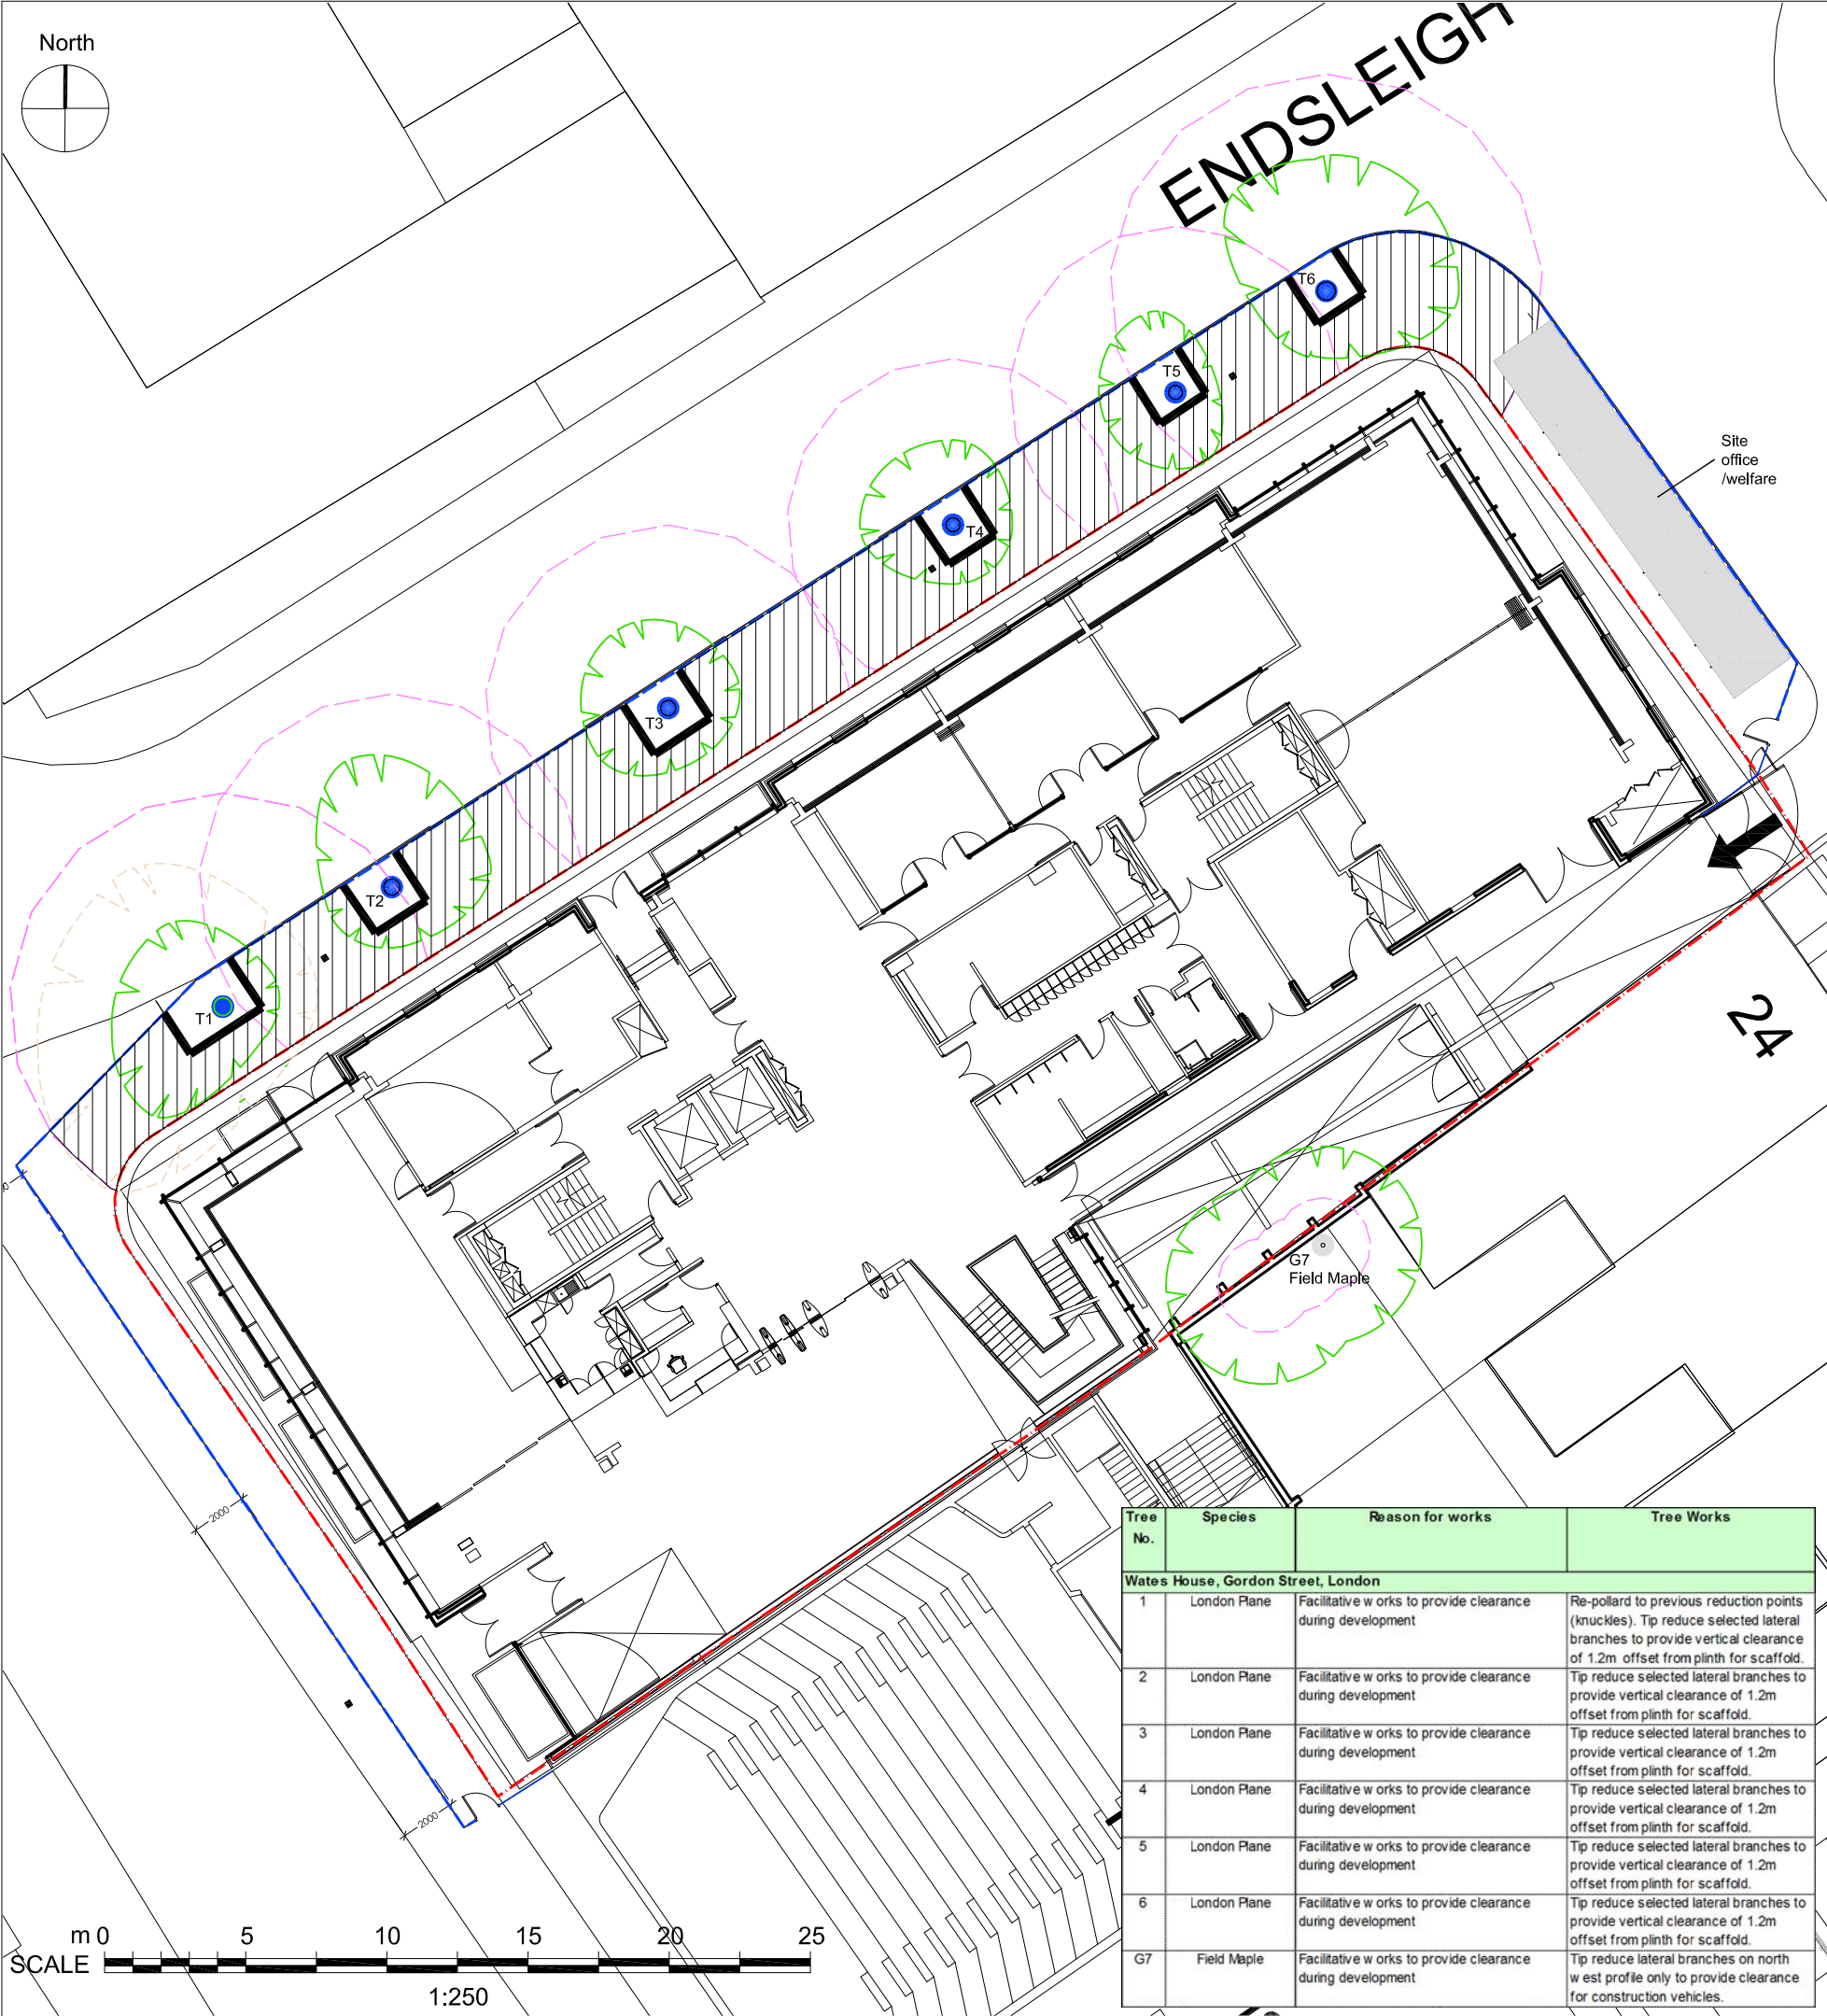 North
ENDSLEIGH
T6
T5
Site
office
/welfare
T4
T3
T2
T1
24
G7
Field Maple
2000
2000
Tree No. Species Reason for works Tree Works
Wates House, Gordon Street, London
1 London Plane Facilitative works to provide clearance during development Re-pollard to previous reduction points (knuckles). Tip reduce selected lateral branches to provide vertical clearance of 1.2m offset from plinth for scaffold.
2 London Plane Facilitative works to provide clearance during development Tip reduce selected lateral branches to provide vertical clearance of 1.2m offset from plinth for scaffold.
3 London Plane Facilitative works to provide clearance during development Tip reduce selected lateral branches to provide vertical clearance of 1.2m offset from plinth for scaffold.
4 London Plane Facilitative works to provide clearance during development Tip reduce selected lateral branches to provide vertical clearance of 1.2m offset from plinth for scaffold.
5 London Plane Facilitative works to provide clearance during development Tip reduce selected lateral branches to provide vertical clearance of 1.2m offset from plinth for scaffold.
6 London Plane Facilitative works to provide clearance during development Tip reduce selected lateral branches to provide vertical clearance of 1.2m offset from plinth for scaffold.
G7 Field Maple Facilitative works to provide clearance during development Tip reduce lateral branches on north west profile only to provide clearance for construction vehicles.
m 0 5 10 15 20 25
SCALE
1:250